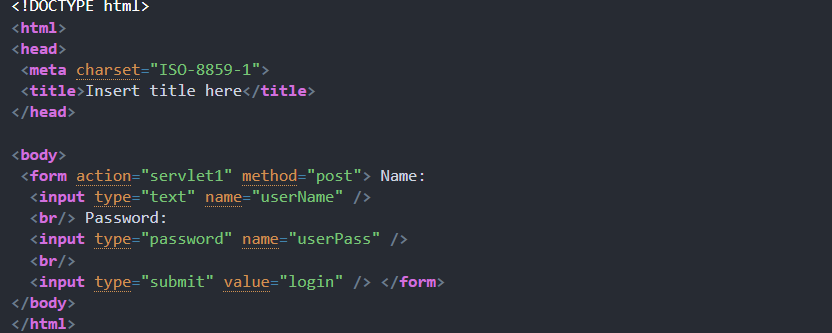 <!DOCTYPE html>
<html>
<head>
<meta charset="ISO-8859-1">
<title>Insert title here</title>
</head>
<body>
<form action="servlet1" method="post"> Name:
<input type="text" name="userName" />
<br/> Password:
<input type="password" name="userPass" />
<br/>
<input type="submit" value="login" /> </form>
</body>
</html>